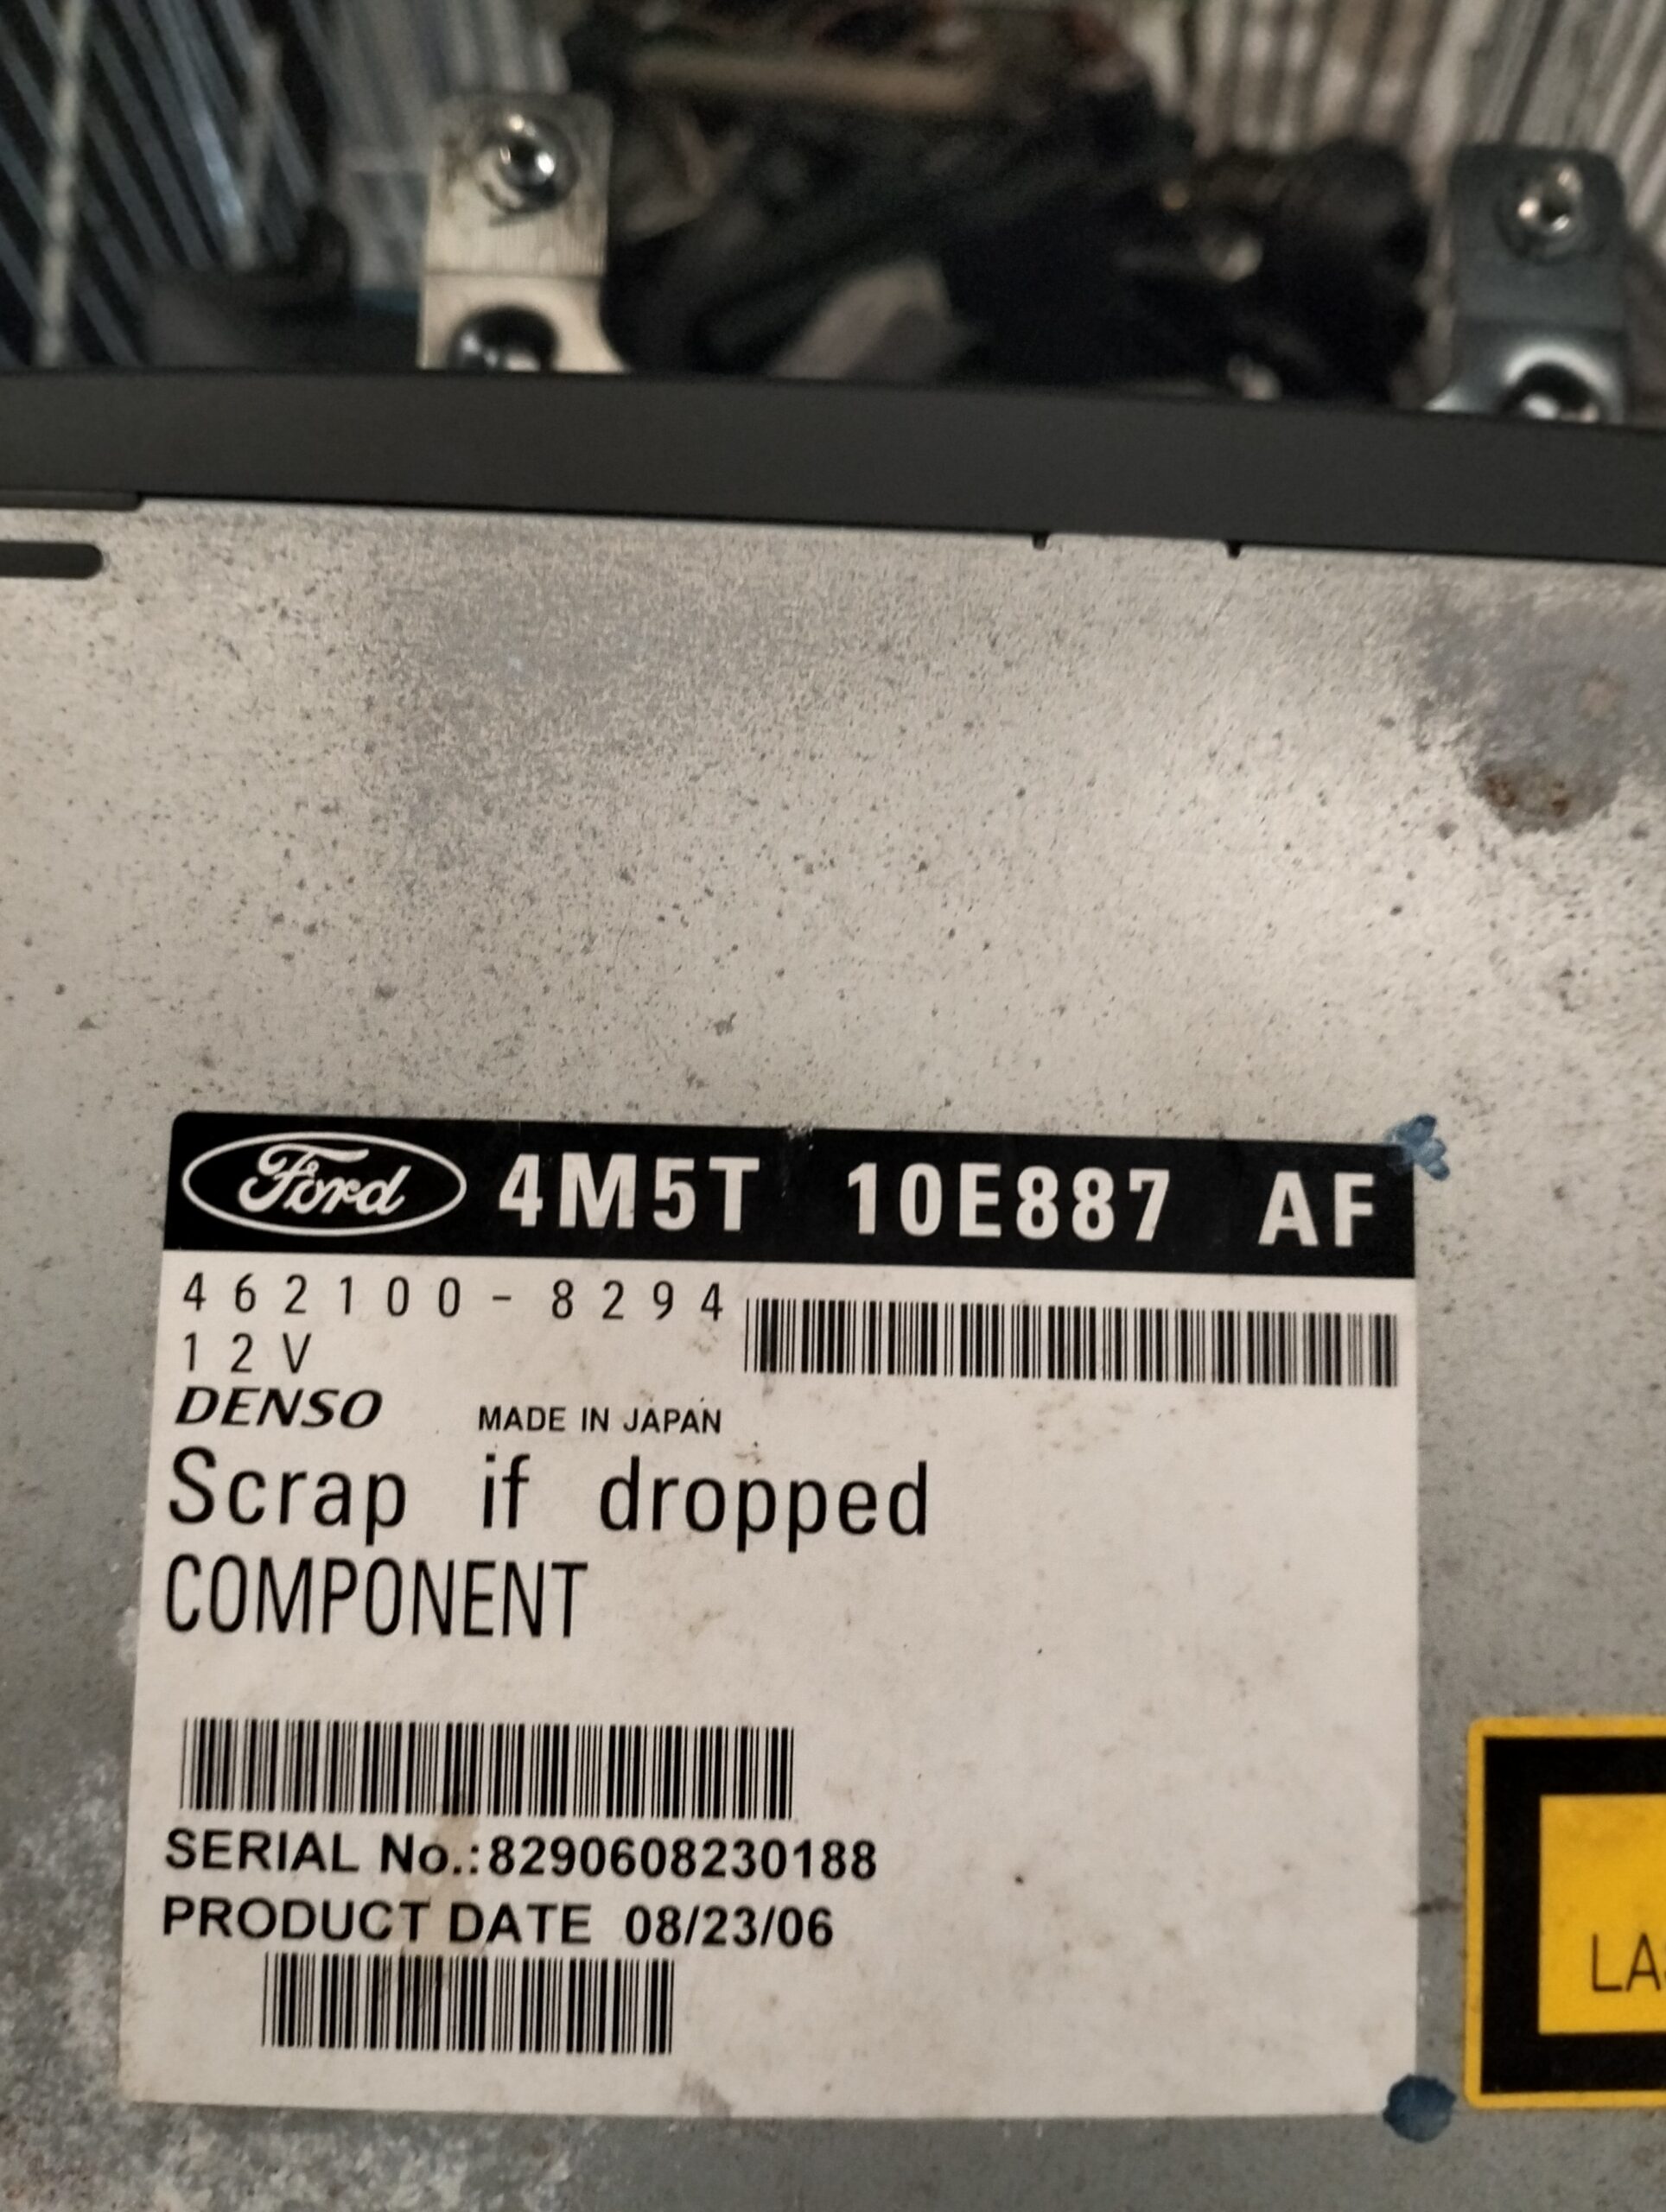 Ford 4M5T 10E887 AF
462100-8294
12V
DENSO MADE IN JAPAN
Scrap if dropped
COMPONENT
SERIAL No.:8290608230188
PRODUCT DATE 08/23/06